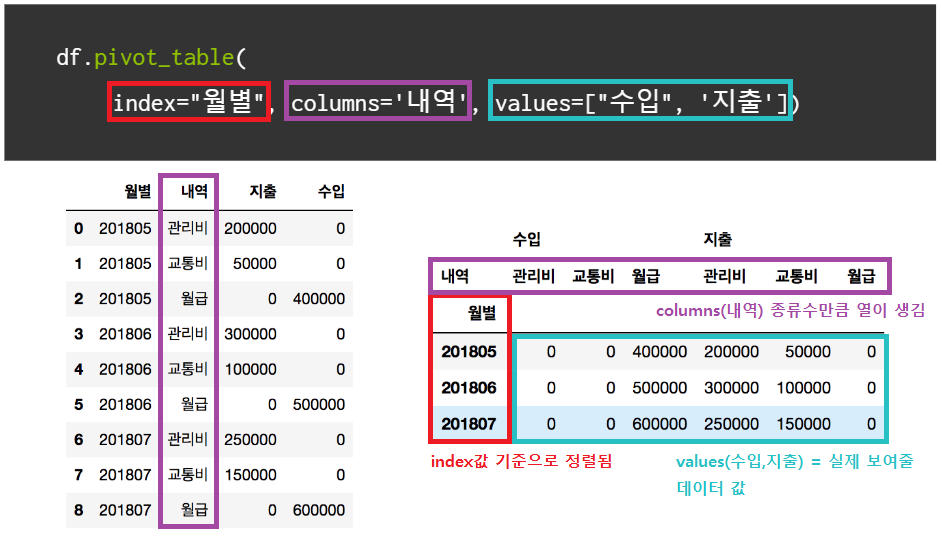 df.pivot_table(
index="월별", columns='내역', values=["수입", '지출'])
월별 내역 지출 수입
0 201805 관리비 200000 0
1 201805 교통비 50000 0
2 201805 월급 0 400000
3 201806 관리비 300000 0
4 201806 교통비 100000 0
5 201806 월급 0 500000
6 201807 관리비 250000 0
7 201807 교통비 150000 0
8 201807 월급 0 600000
수입 지출
내역 관리비 교통비 월급 관리비 교통비 월급
columns(내역) 종류수만큼 열이 생김
월별
201805 0 0 400000 200000 50000 0
201806 0 0 500000 300000 100000 0
201807 0 0 600000 250000 150000 0
index값 기준으로 정렬됨
values(수입,지출) = 실제 보여줄
데이터 값